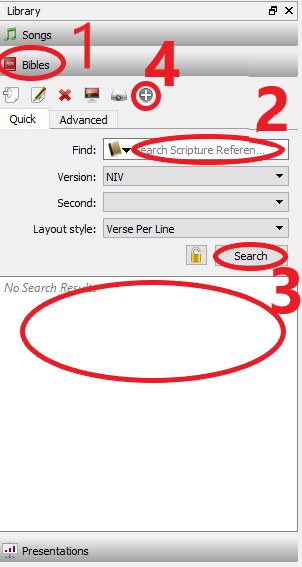 Library
Songs
1
Bibles
4
Quick Advanced
2
Find: earch Scripture Referen...
Version: NIV
Second:
Layout style: Verse Per Line
Search
3
No Search Results
Presentations